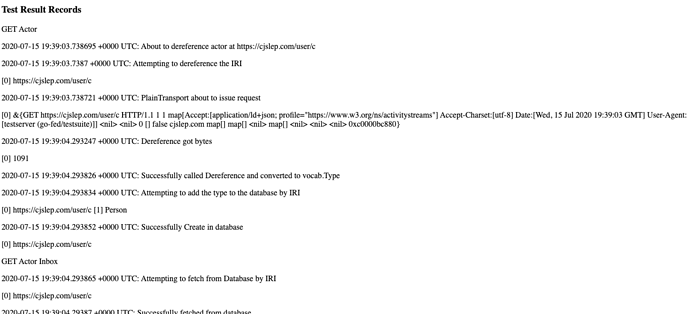 Test Result Records
GET Actor
2020-07-15 19:39:03.738695 +0000 UTC: About to dereference actor at https://cjslep.com/user/c
2020-07-15 19:39:03.7387 +0000 UTC: Attempting to dereference the IRI
[0] https://cjslep.com/user/c
2020-07-15 19:39:03.738721 +0000 UTC: PlainTransport about to issue request
[0] &{GET https://cjslep.com/user/c HTTP/1.1 1 1 map[Accept:[application/ld+json; profile="https://www.w3.org/ns/activitystreams"] Accept-Charset:[utf-8] Date:[Wed, 15 Jul 2020 19:39:03 GMT] User-Agent:
[testserver (go-fed/testsuite)]] <nil> <nil> 0 [] false cjslep.com map[] map[] <nil> map[] <nil> <nil> <nil> 0xc0000bc880}
2020-07-15 19:39:04.293247 +0000 UTC: Dereference got bytes
[0] 1091
2020-07-15 19:39:04.293826 +0000 UTC: Successfully called Dereference and converted to vocab.Type
2020-07-15 19:39:04.293834 +0000 UTC: Attempting to add the type to the database by IRI
[0] https://cjslep.com/user/c [1] Person
2020-07-15 19:39:04.293852 +0000 UTC: Successfully Create in database
[0] https://cjslep.com/user/c
GET Actor Inbox
2020-07-15 19:39:04.293865 +0000 UTC: Attempting to fetch from Database by IRI
[0] https://cjslep.com/user/c
2020-07-15 19:39:04.29387 +0000 UTC: Successfully fetched from database